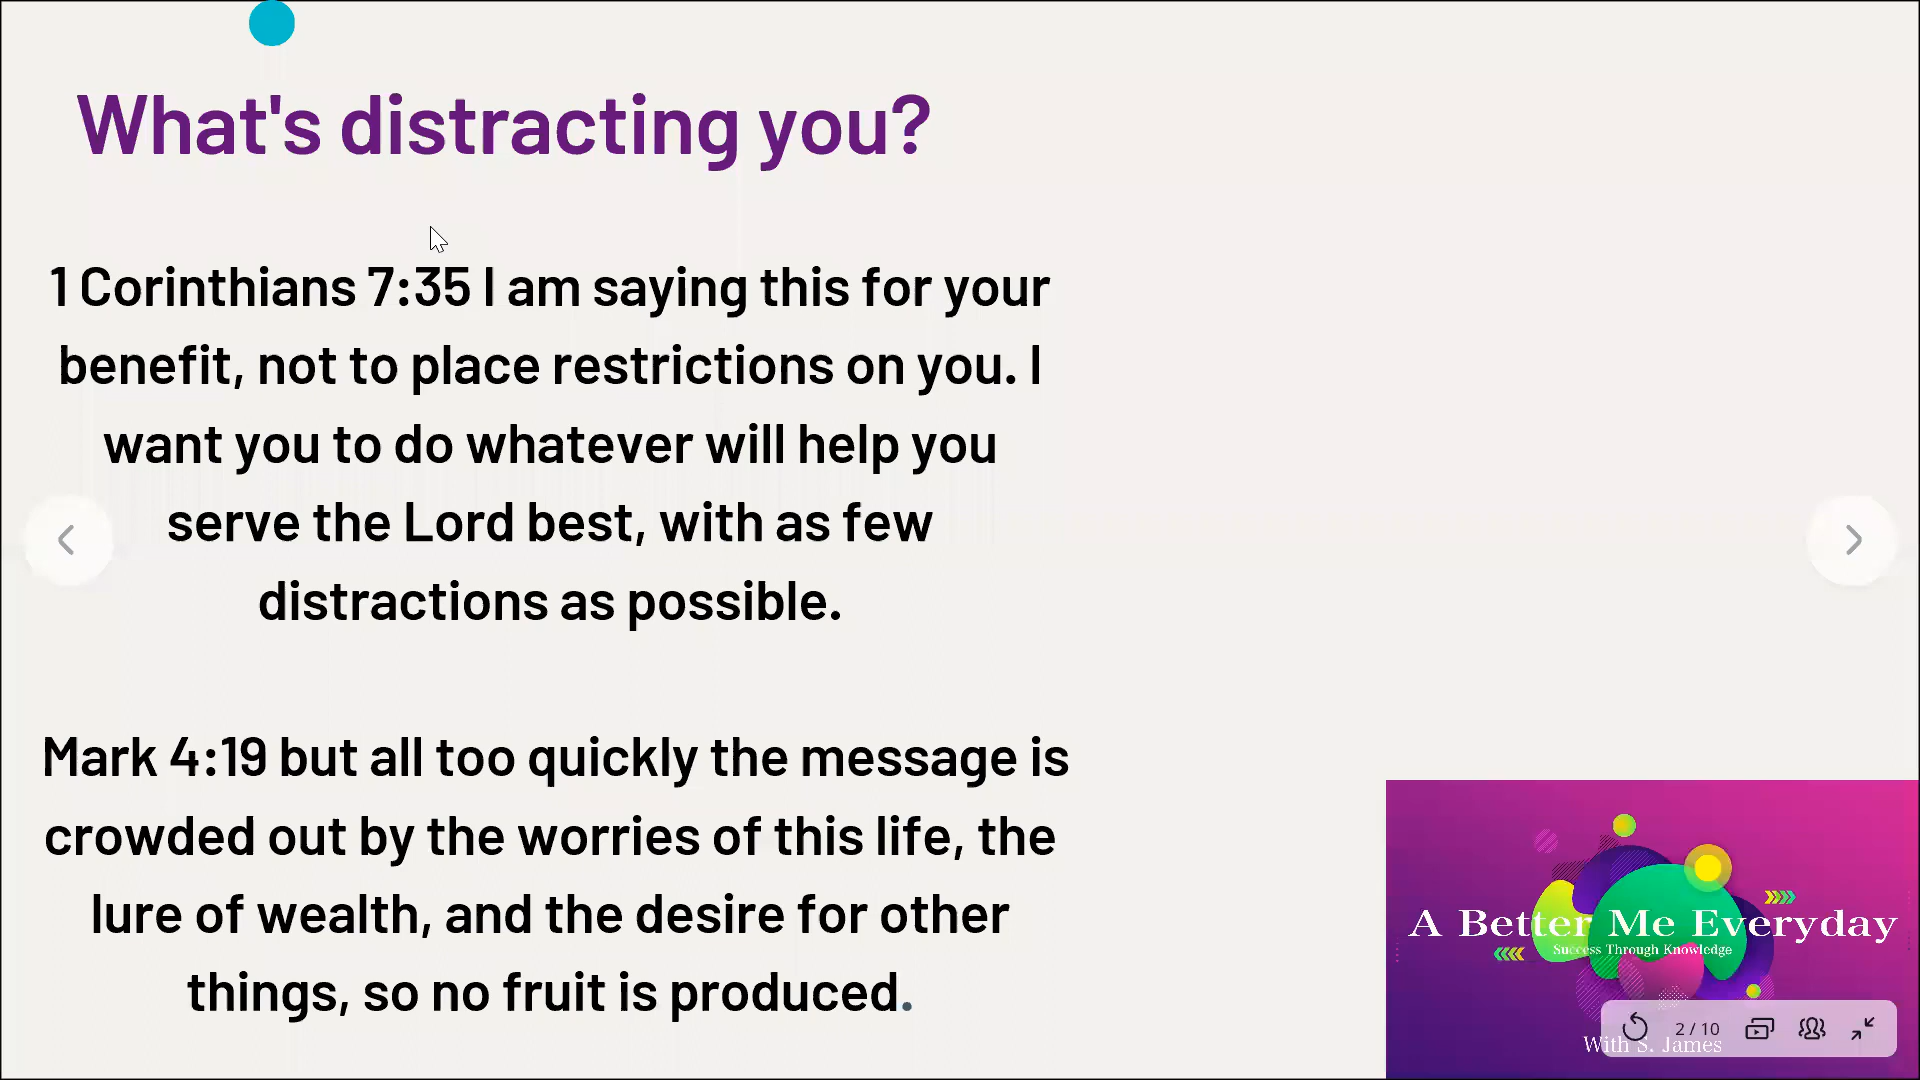 What's distracting you?
1 Corinthians 7:35 I am saying this for your
benefit, not to place restrictions on you. I
want you to do whatever will help you
serve the Lord best, with as few
distractions as possible.
Mark 4:19 but all too quickly the message is
crowded out by the worries of this life, the
lure of wealth, and the desire for other
things, so no fruit is produced.
A Better Me Everyday
Success Through Knowledge
2 / 10
With S. James